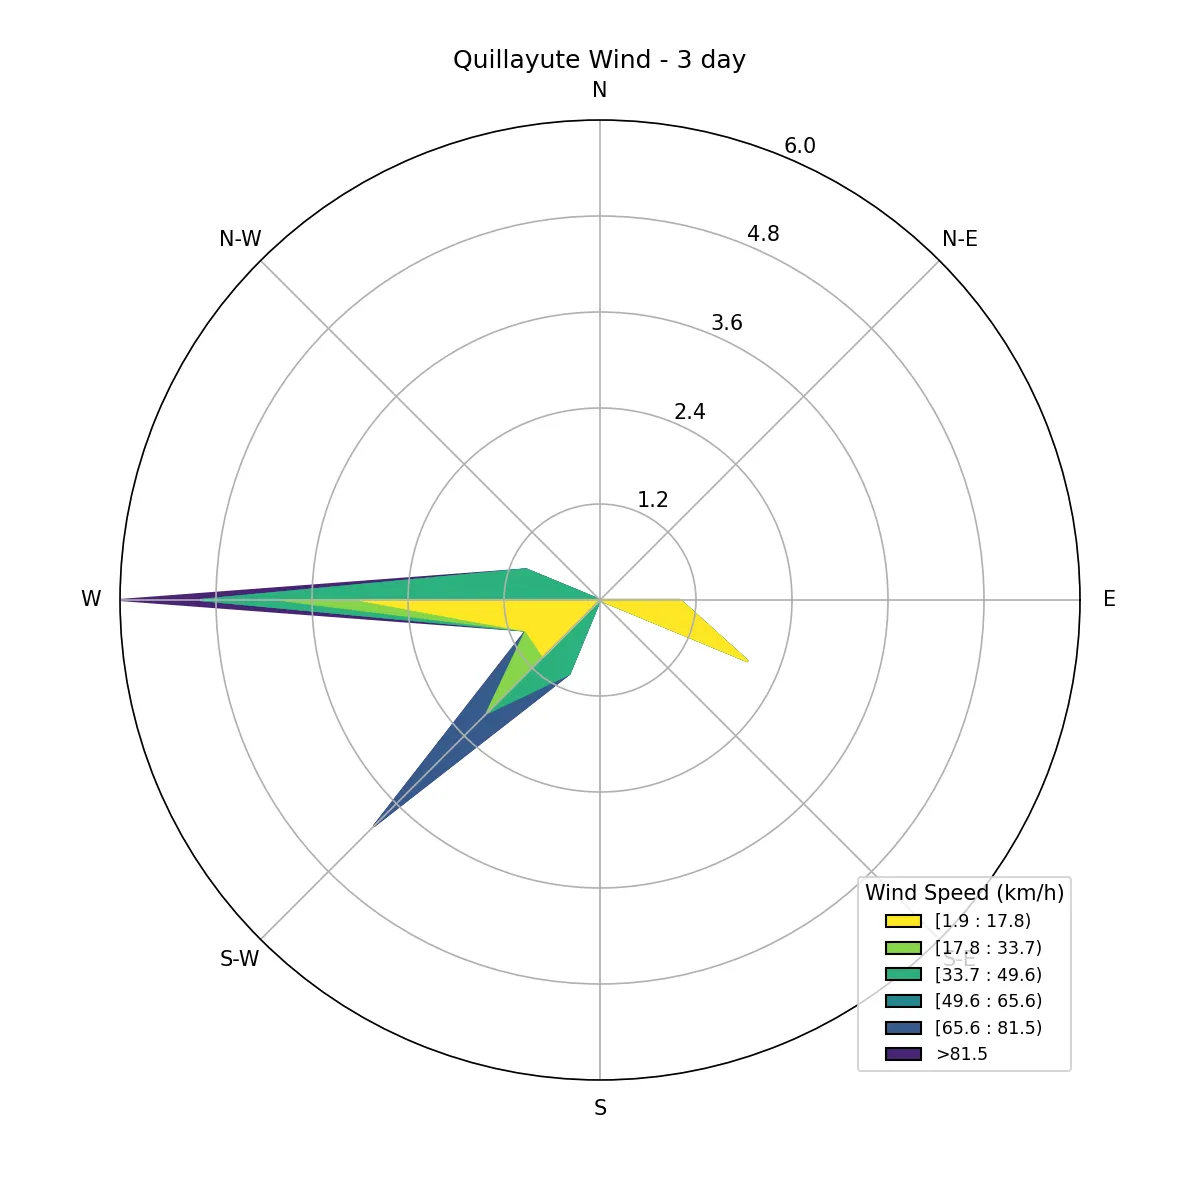 Quillayute Wind - 3 day
N
6.0
N-W
N-E
4.8
3.6
2.4
1.2
W
E
S-W
S-E
S
Wind Speed (km/h)
[1.9 : 17.8)
[17.8 : 33.7)
[33.7 : 49.6)
[49.6 : 65.6)
[65.6 : 81.5)
>81.5